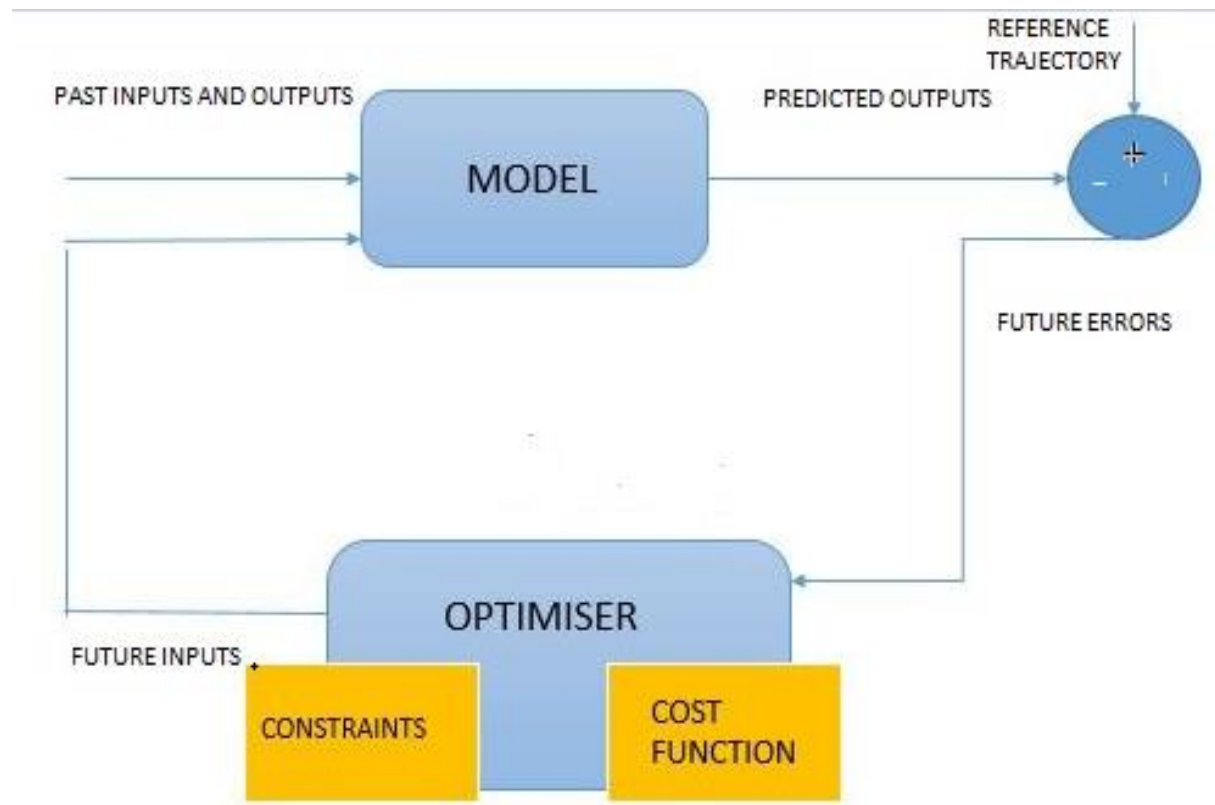 REFERENCE
TRAJECTORY
PAST INPUTS AND OUTPUTS
PREDICTED OUTPUTS
MODEL
FUTURE ERRORS
OPTIMISER
FUTURE INPUTS
CONSTRAINTS
COST
FUNCTION